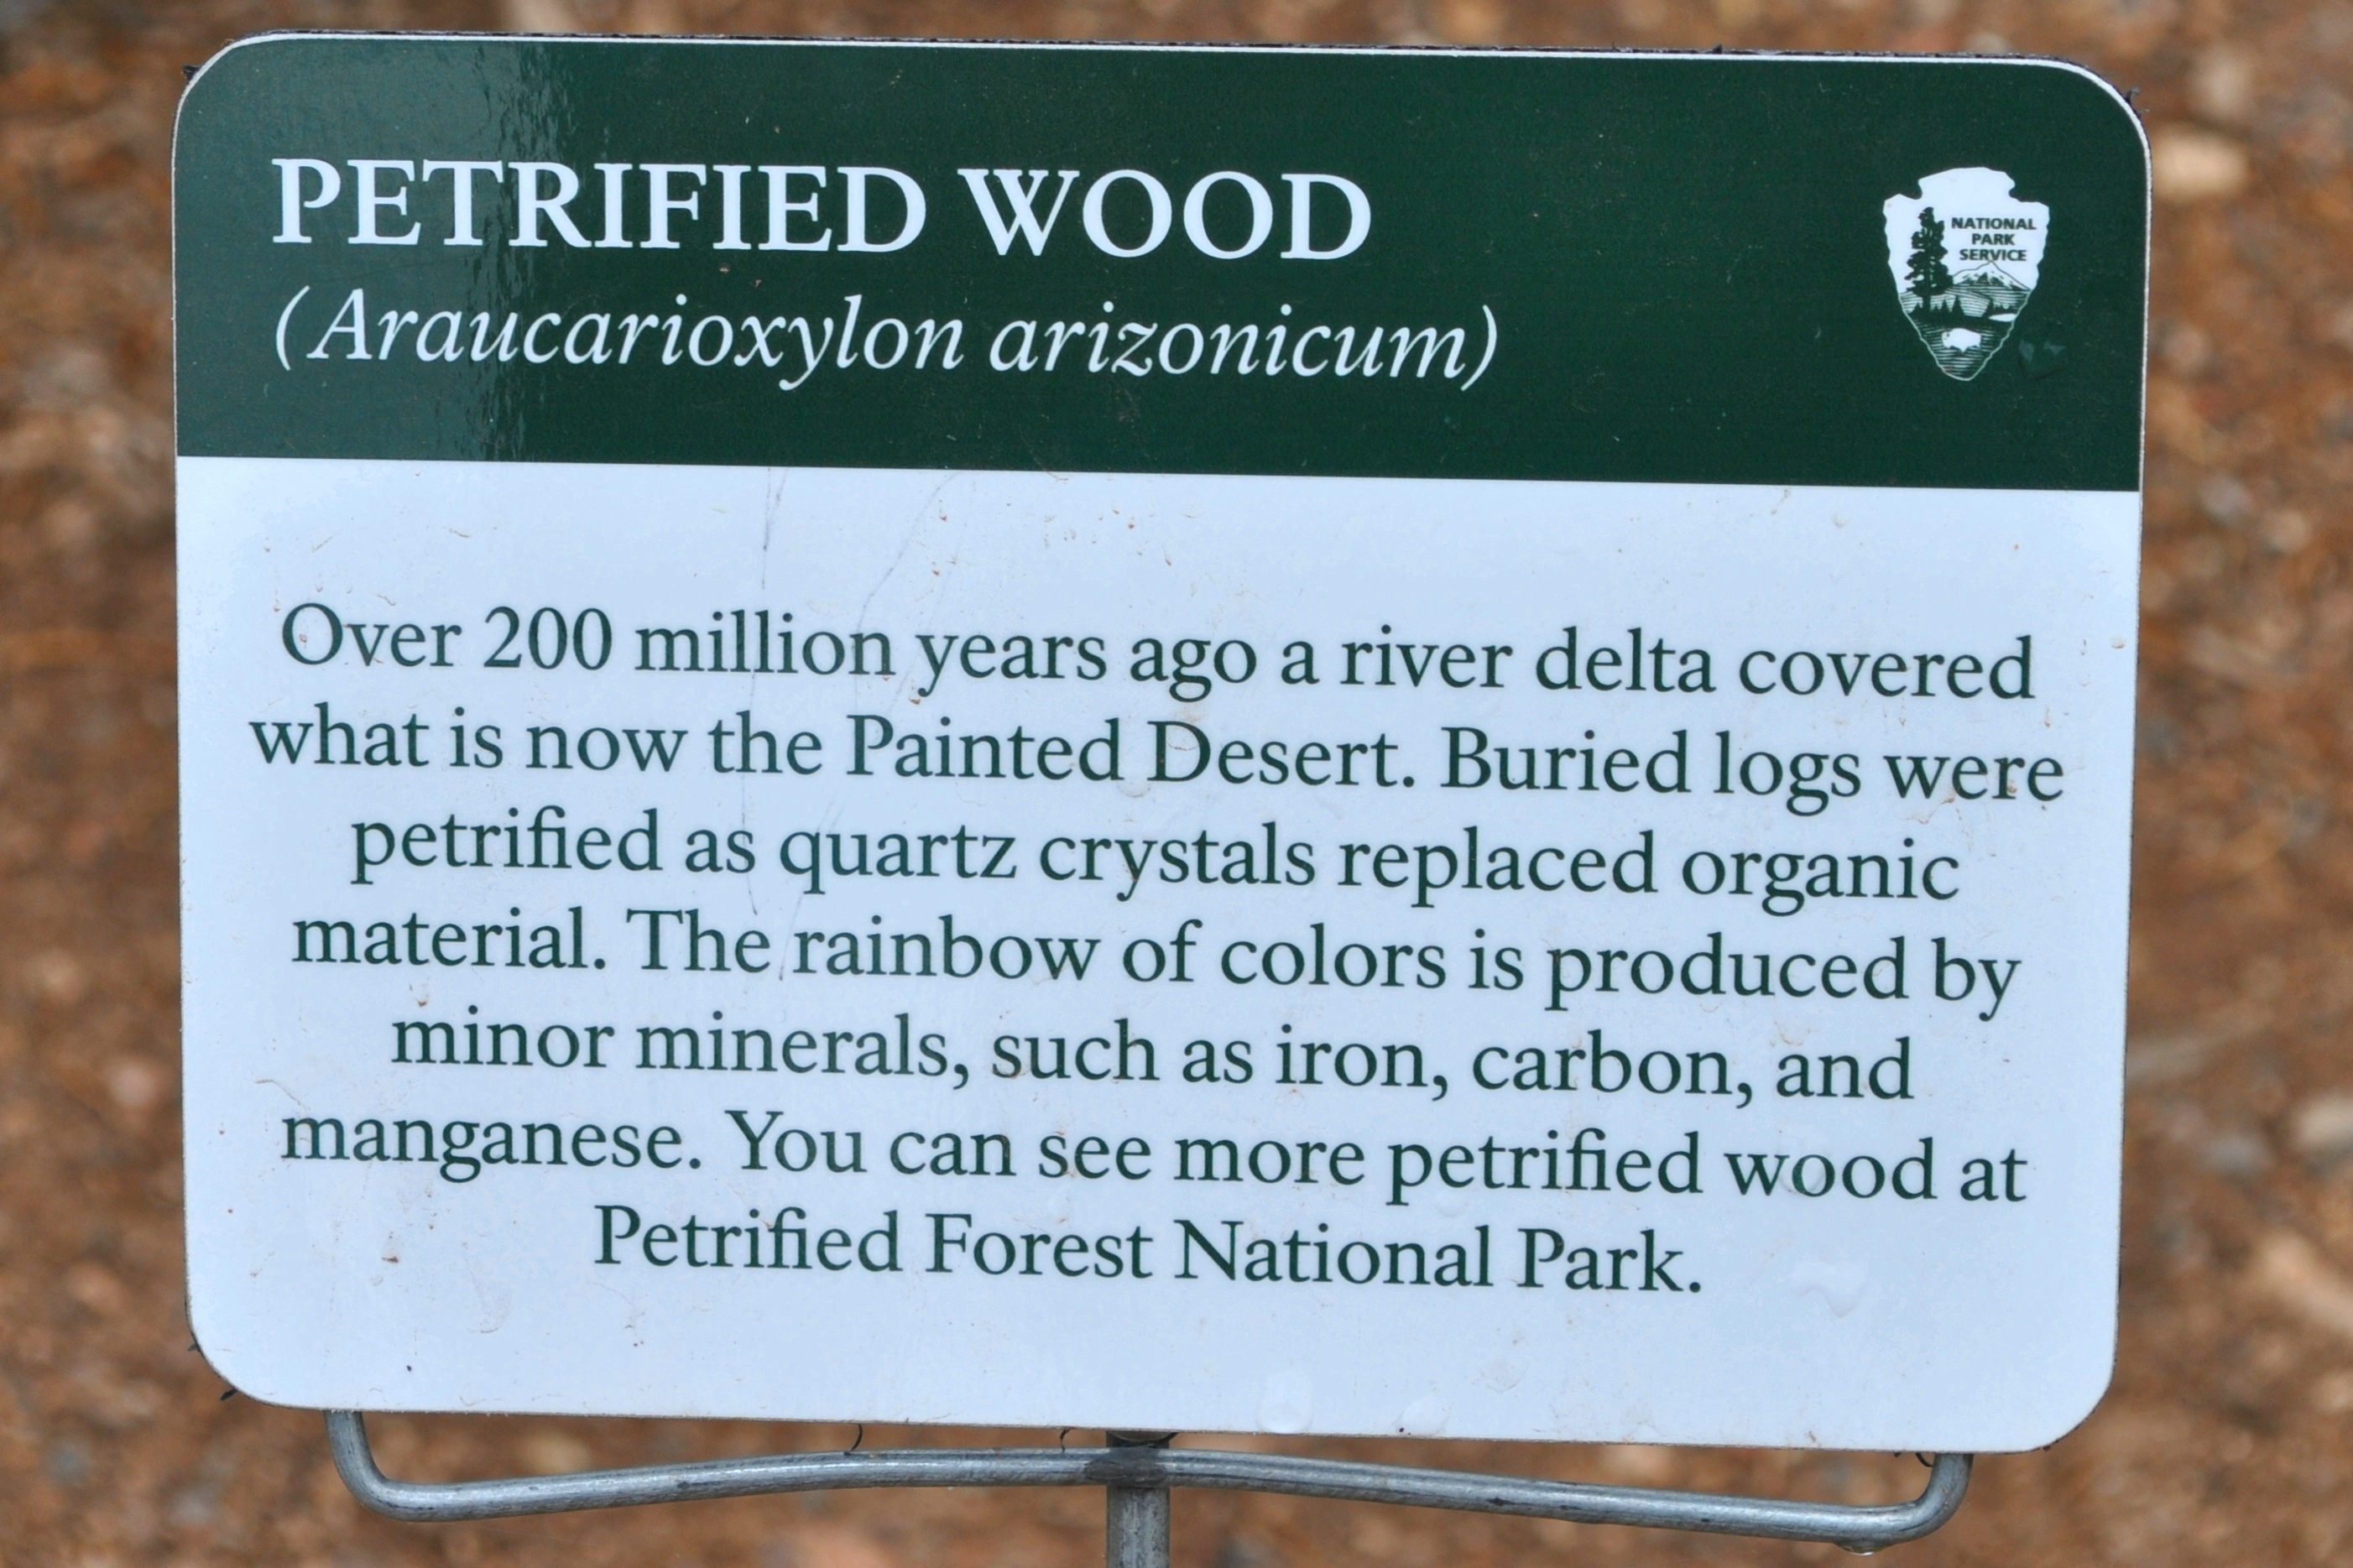 PETRIFIED WOOD
(Araucarioxylon arizonicum)
NATIONAL
PARK
SERVICE
Over 200 million years ago a river delta covered
what is now the Painted Desert. Buried logs were
petrified as quartz crystals replaced organic
material. The rainbow of colors is produced by
minor minerals, such as iron, carbon, and
manganese. You can see more petrified wood at
Petrified Forest National Park.